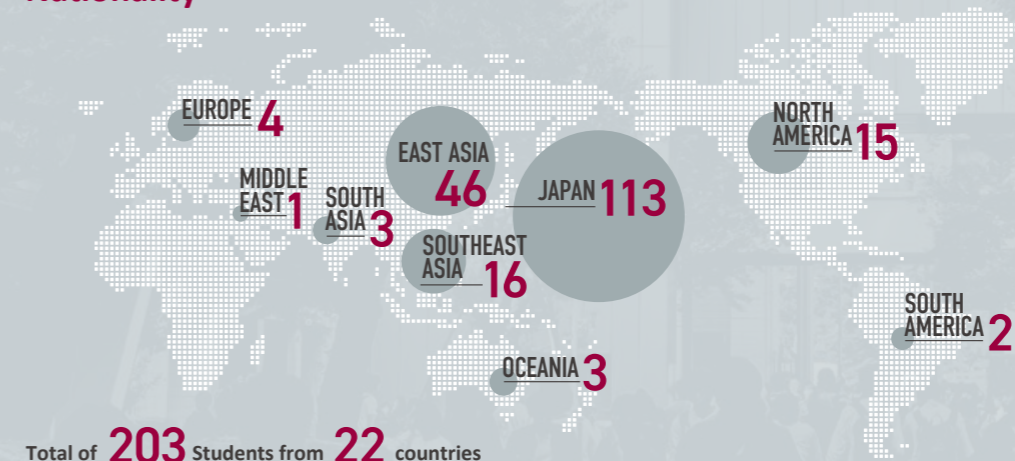 Nationality
EUROPE 4
MIDDLE
EAST 1
SOUTH
ASIA 3
EAST ASIA
46
SOUTHEAST
ASIA 16
JAPAN 113
OCEANIA 3
NORTH
AMERICA 15
SOUTH
AMERICA 2
Total of 203 Students from 22 countries